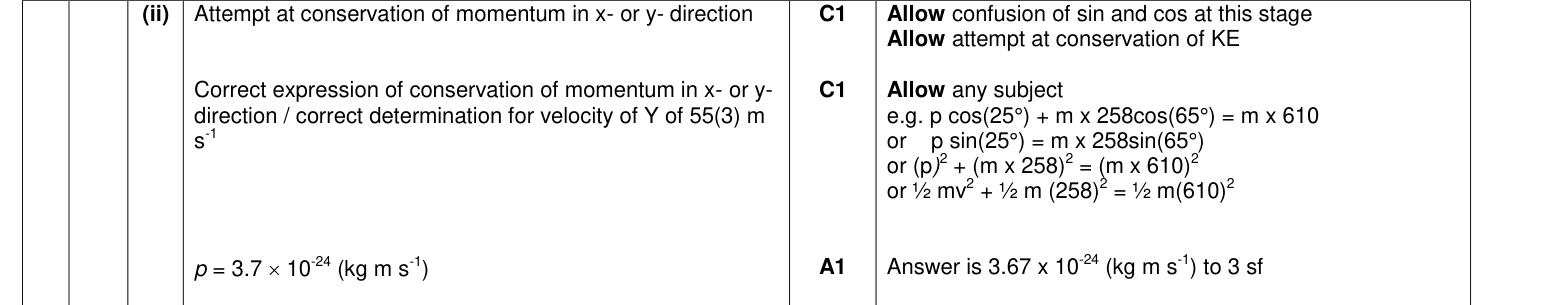 (ii) Attempt at conservation of momentum in x- or y- direction C1 Allow confusion of sin and cos at this stage
Allow attempt at conservation of KE
Correct expression of conservation of momentum in x- or y- C1 Allow any subject
direction / correct determination for velocity of Y of 55(3) m e.g. p cos(25°) + m x 258cos(65°) = m x 610
s⁻¹ or p sin(25°) = m x 258sin(65°)
or (p)² + (m x 258)² = (m x 610)²
or ½ mv² + ½ m (258)² = ½ m(610)²
p = 3.7 × 10⁻²⁴ (kg m s⁻¹) A1 Answer is 3.67 x 10⁻²⁴ (kg m s⁻¹) to 3 sf